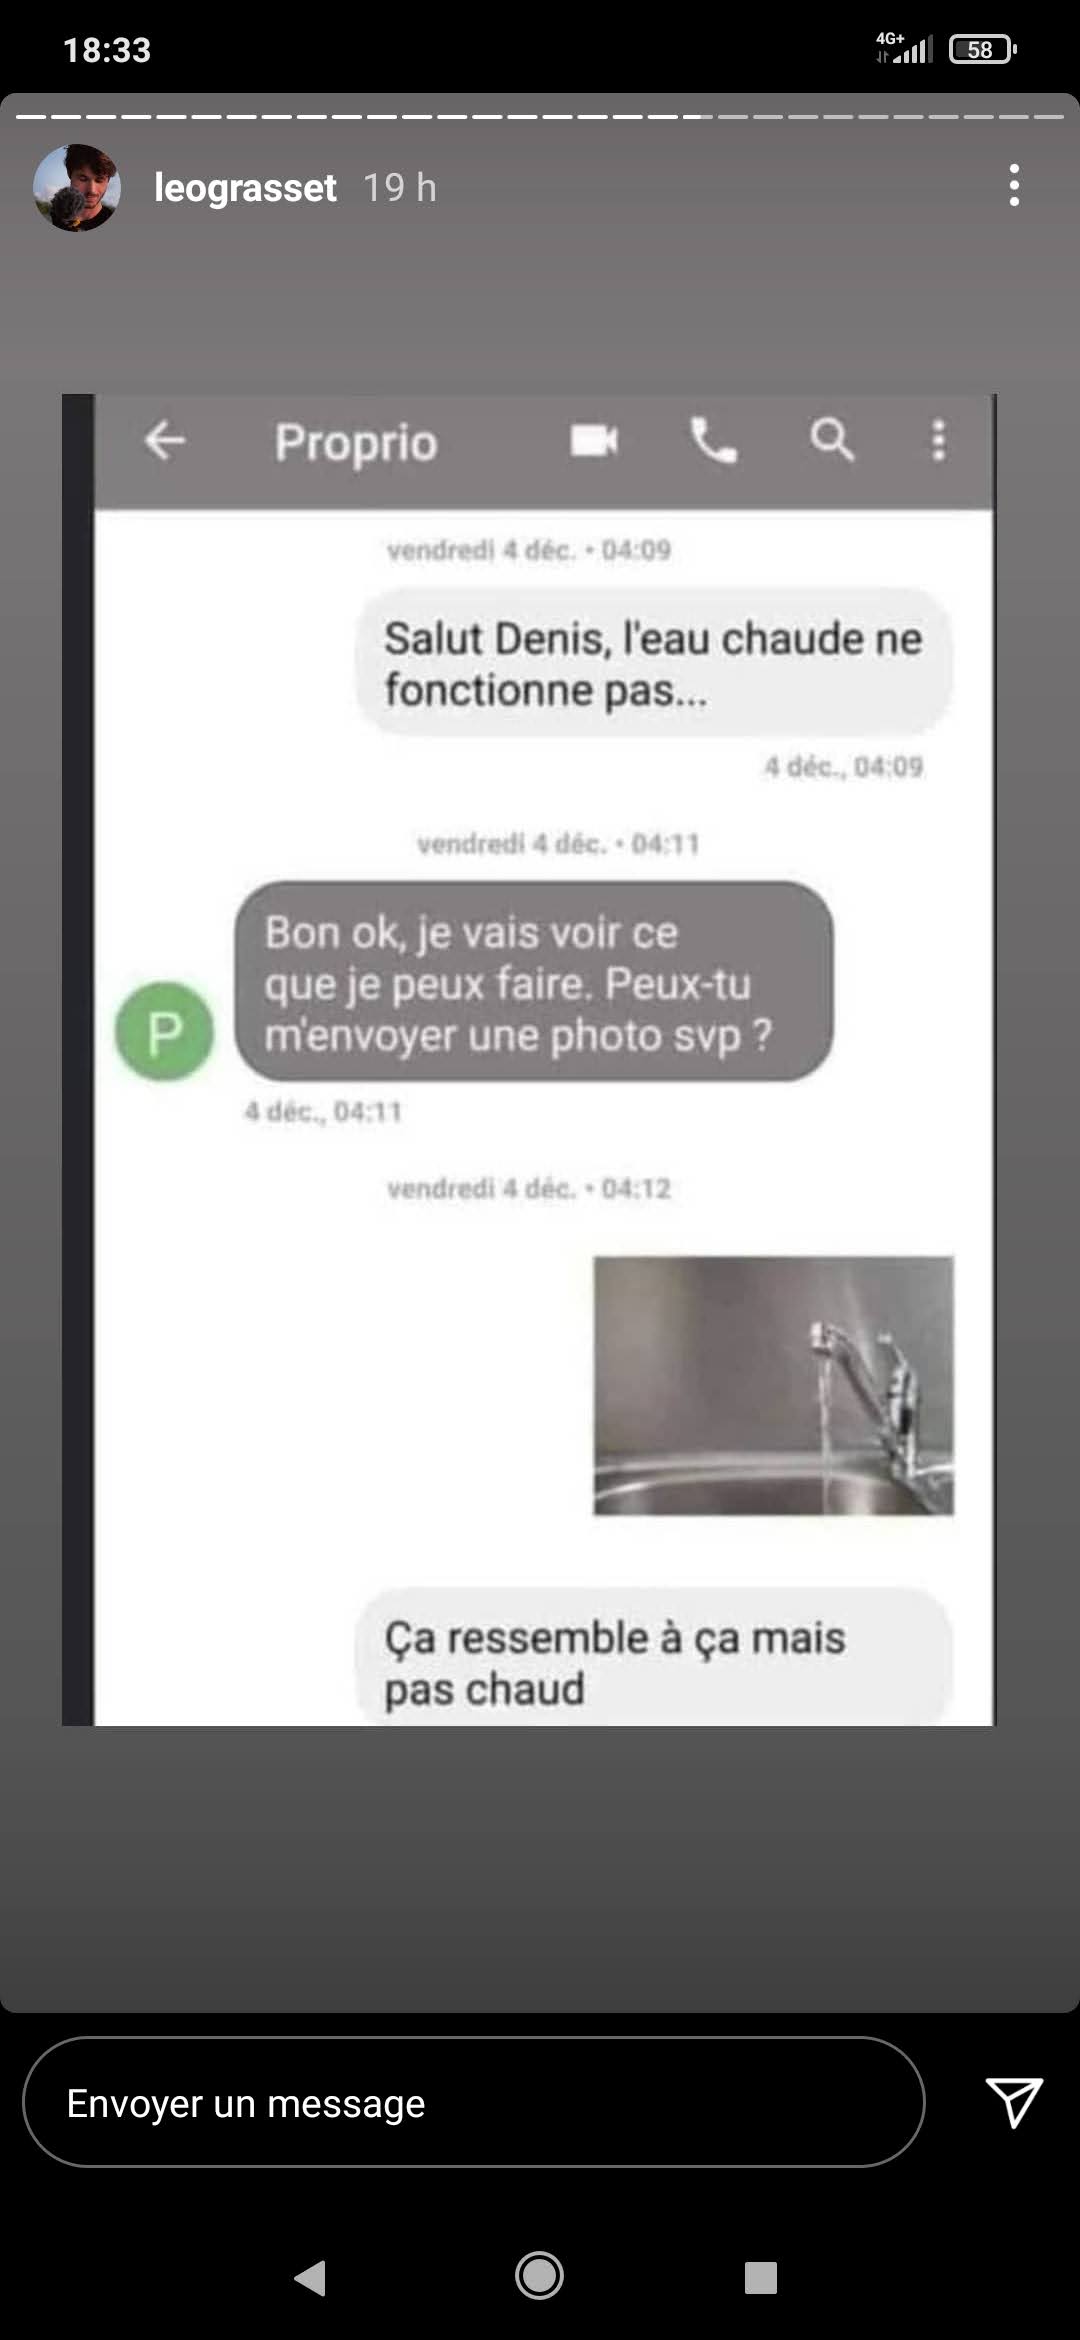 18:33
4G+
58
leograsset 19 h
Proprio
vendredi 4 déc. • 04:09
Salut Denis, l'eau chaude ne
fonctionne pas...
4 déc., 04:09
vendredi 4 déc. • 04:11
Bon ok, je vais voir ce
que je peux faire. Peux-tu
m'envoyer une photo svp ?
P
4 déc., 04:11
vendredi 4 déc. • 04:12
Ça ressemble à ça mais
pas chaud
Envoyer un message